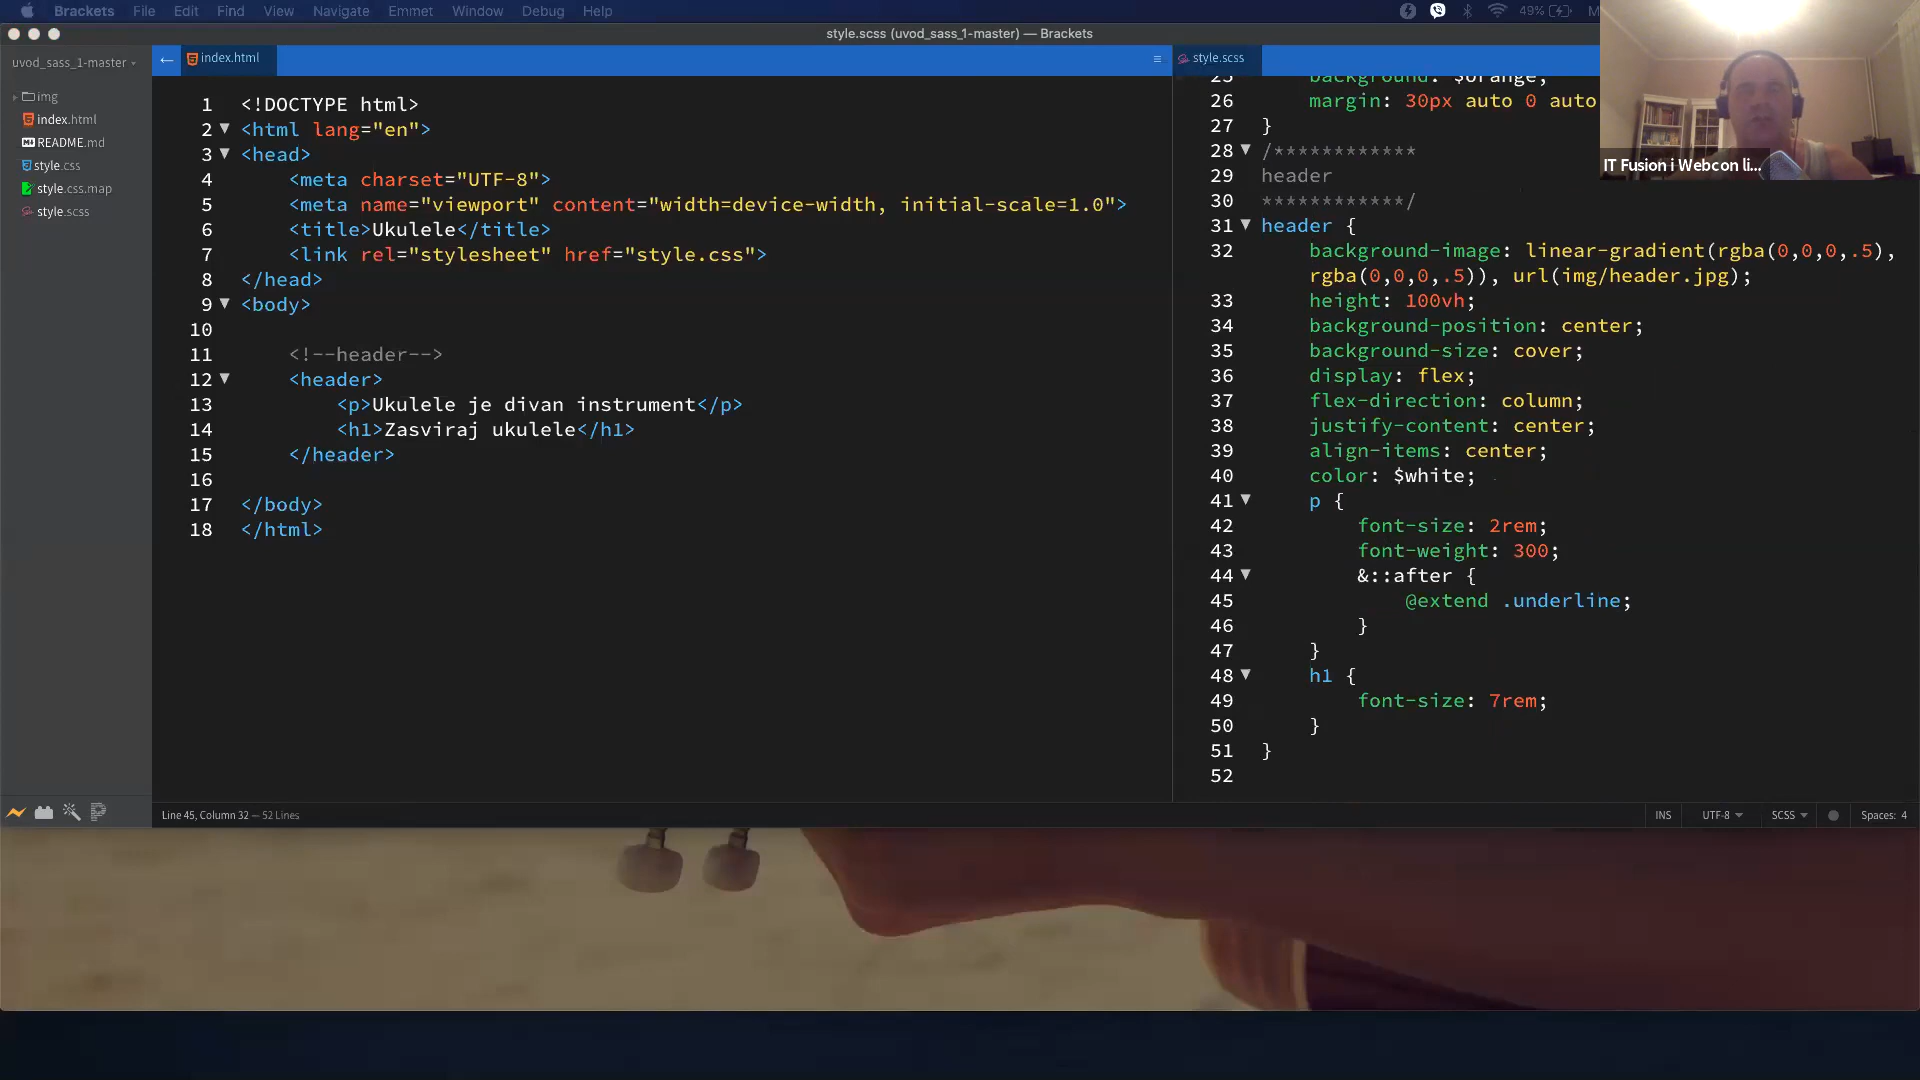 Brackets File Edit Find View Navigate Emmet Window Debug Help
49%
style.scss (uvod_sass_1-master) — Brackets
uvod_sass_1-master
img
index.html
README.md
style.css
style.css.map
style.scss
index.html
1 <!DOCTYPE html>
2 <html lang="en">
3 <head>
4 <meta charset="UTF-8">
5 <meta name="viewport" content="width=device-width, initial-scale=1.0">
6 <title>Ukulele</title>
7 <link rel="stylesheet" href="style.css">
8 </head>
9 <body>
10
11 <!--header-->
12 <header>
13 <p>Ukulele je divan instrument</p>
14 <h1>Zasviraj ukulele</h1>
15 </header>
16
17 </body>
18 </html>
style.scss
25 background: $orange;
26 margin: 30px auto 0 auto
27 }
28 /************
29 header
30 ************/
31 header {
32 background-image: linear-gradient(rgba(0,0,0,.5),
rgba(0,0,0,.5)), url(img/header.jpg);
33 height: 100vh;
34 background-position: center;
35 background-size: cover;
36 display: flex;
37 flex-direction: column;
38 justify-content: center;
39 align-items: center;
40 color: $white;
41 p {
42 font-size: 2rem;
43 font-weight: 300;
44 &::after {
45 @extend .underline;
46 }
47 }
48 h1 {
49 font-size: 7rem;
50 }
51 }
52
IT Fusion i Webcon li...
Line 45, Column 32 — 52 Lines
INS UTF-8 SCSS Spaces: 4